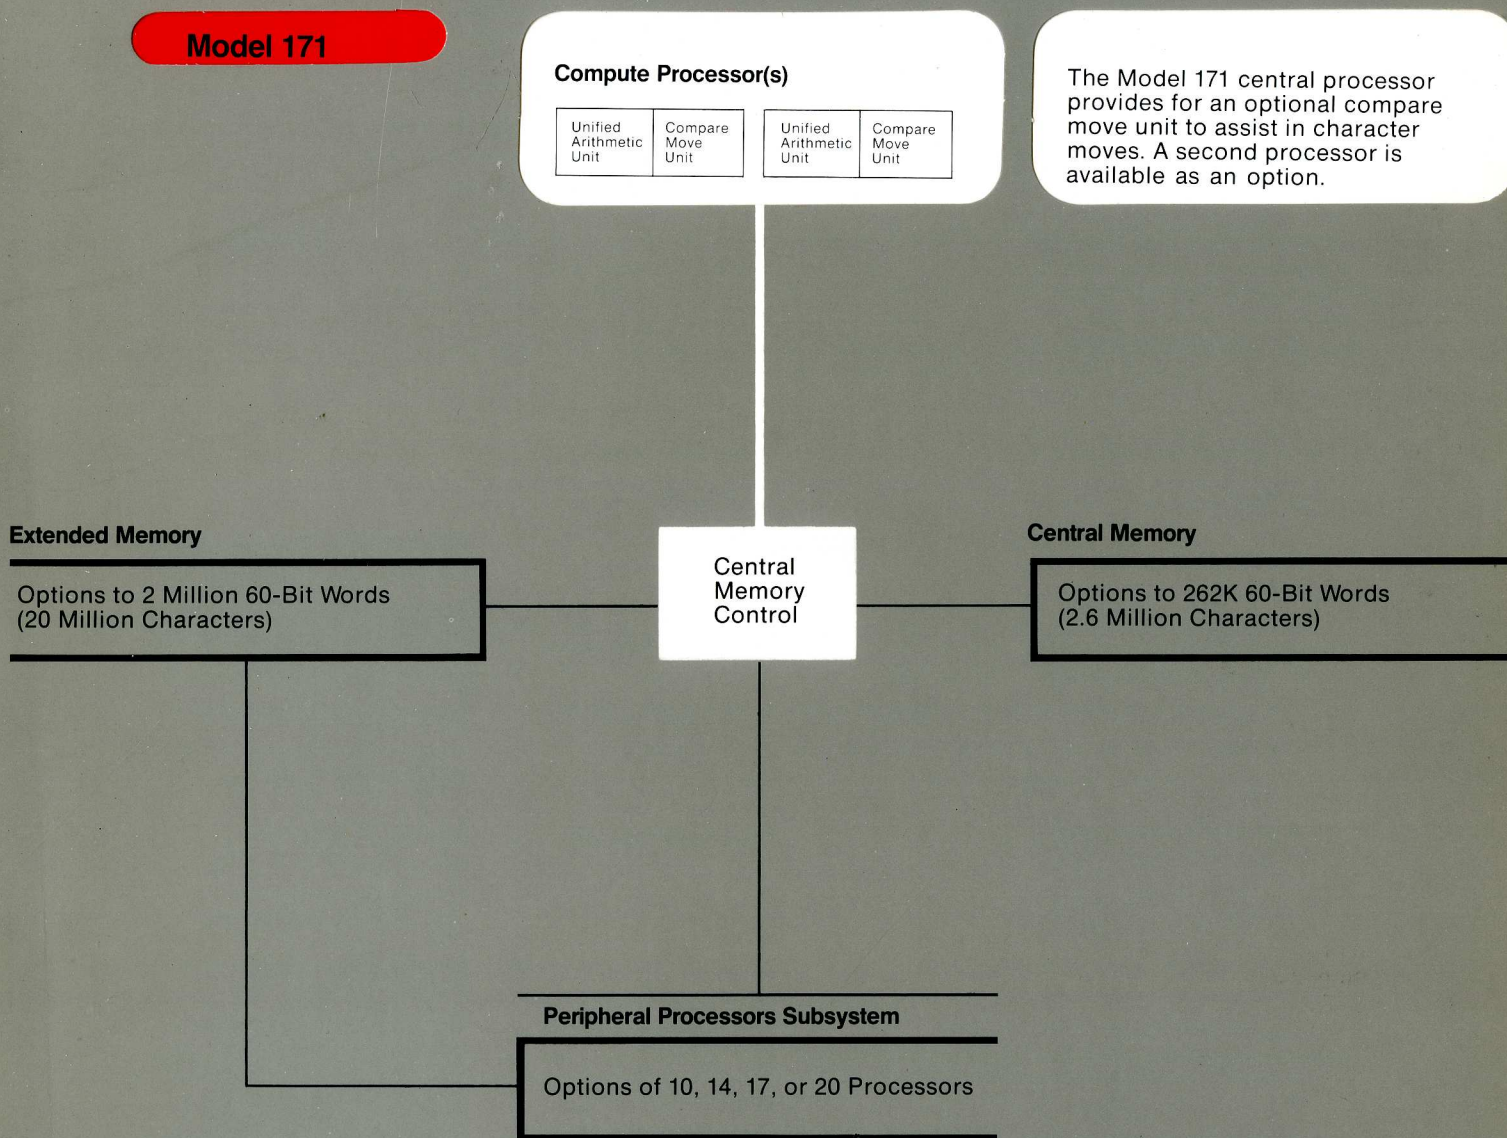 Model 171
Compute Processor(s)
Unified
Arithmetic
Unit
Compare
Move
Unit
Unified
Arithmetic
Unit
Compare
Move
Unit
The Model 171 central processor
provides for an optional compare
move unit to assist in character
moves. A second processor is
available as an option.
Extended Memory
Options to 2 Million 60-Bit Words
(20 Million Characters)
Central
Memory
Control
Central Memory
Options to 262K 60-Bit Words
(2.6 Million Characters)
Peripheral Processors Subsystem
Options of 10, 14, 17, or 20 Processors